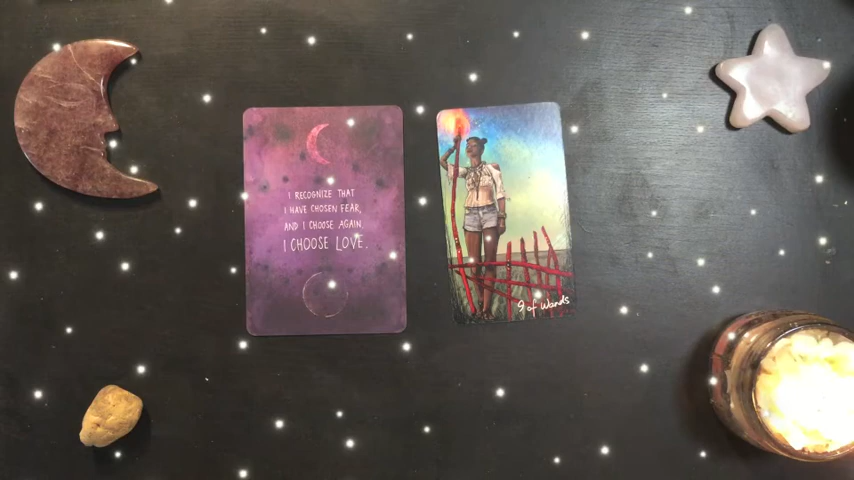 I RECOGNIZE THAT
I HAVE CHOSEN FEAR,
AND I CHOOSE AGAIN.
I CHOOSE LOVE.
9 of Wands